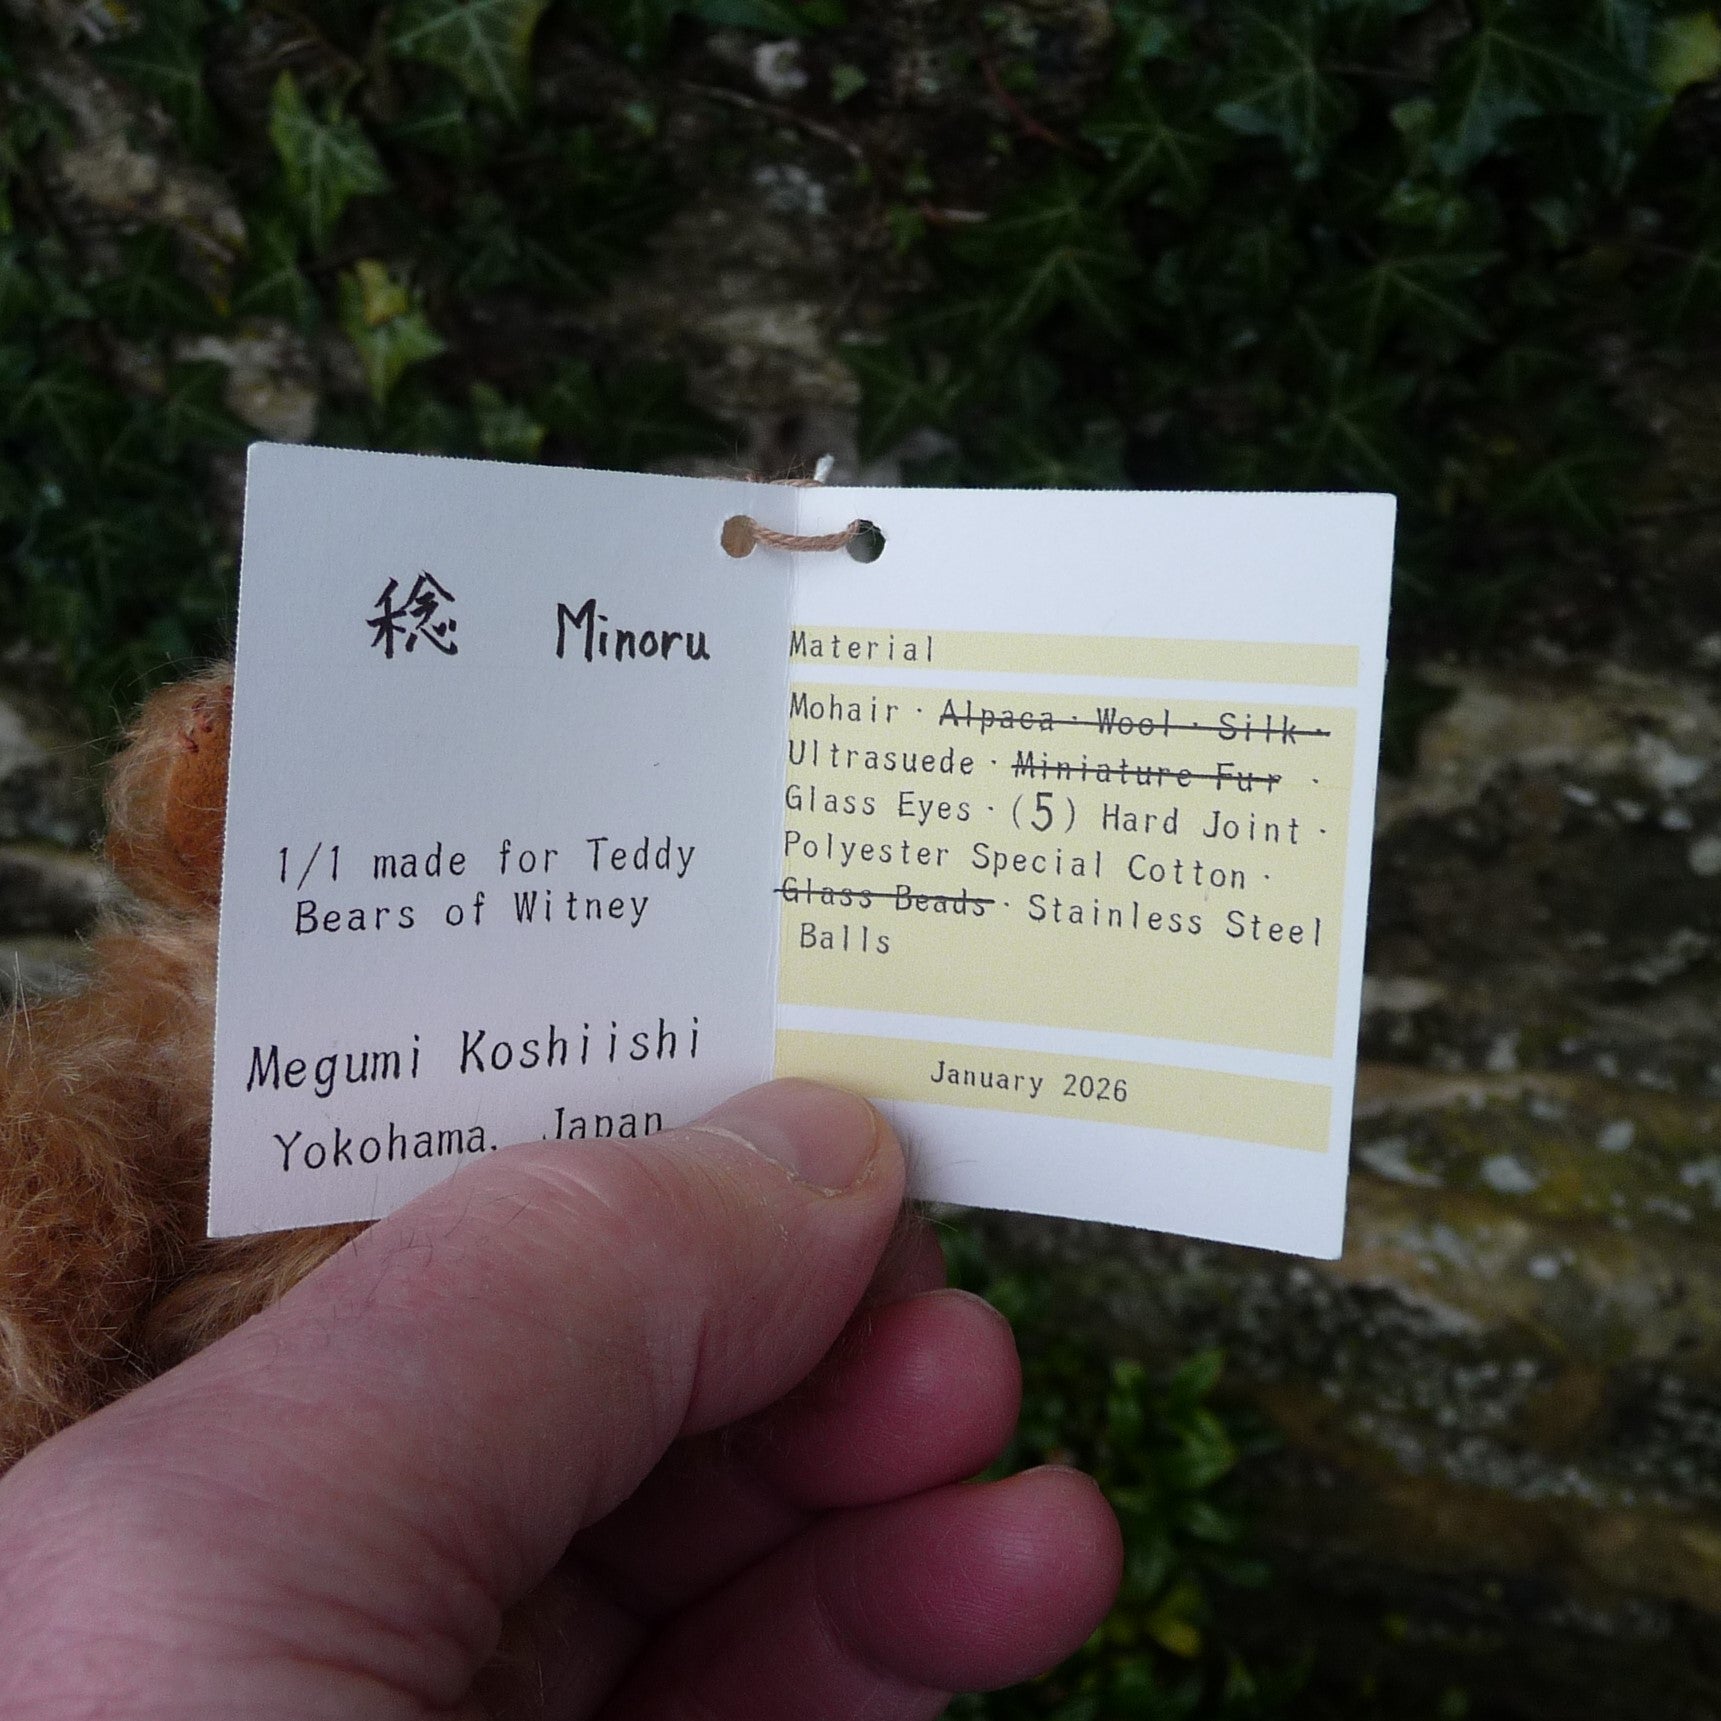 稔 Minoru
1/1 made for Teddy
Bears of Witney
Megumi Koshiishi
Yokohama, Japan
Material
Mohair · Alpaca · Wool · Silk ·
Ultrasuede · Miniature Fur ·
Glass Eyes · (5) Hard Joint ·
Polyester Special Cotton ·
Glass Beads · Stainless Steel
Balls
January 2026